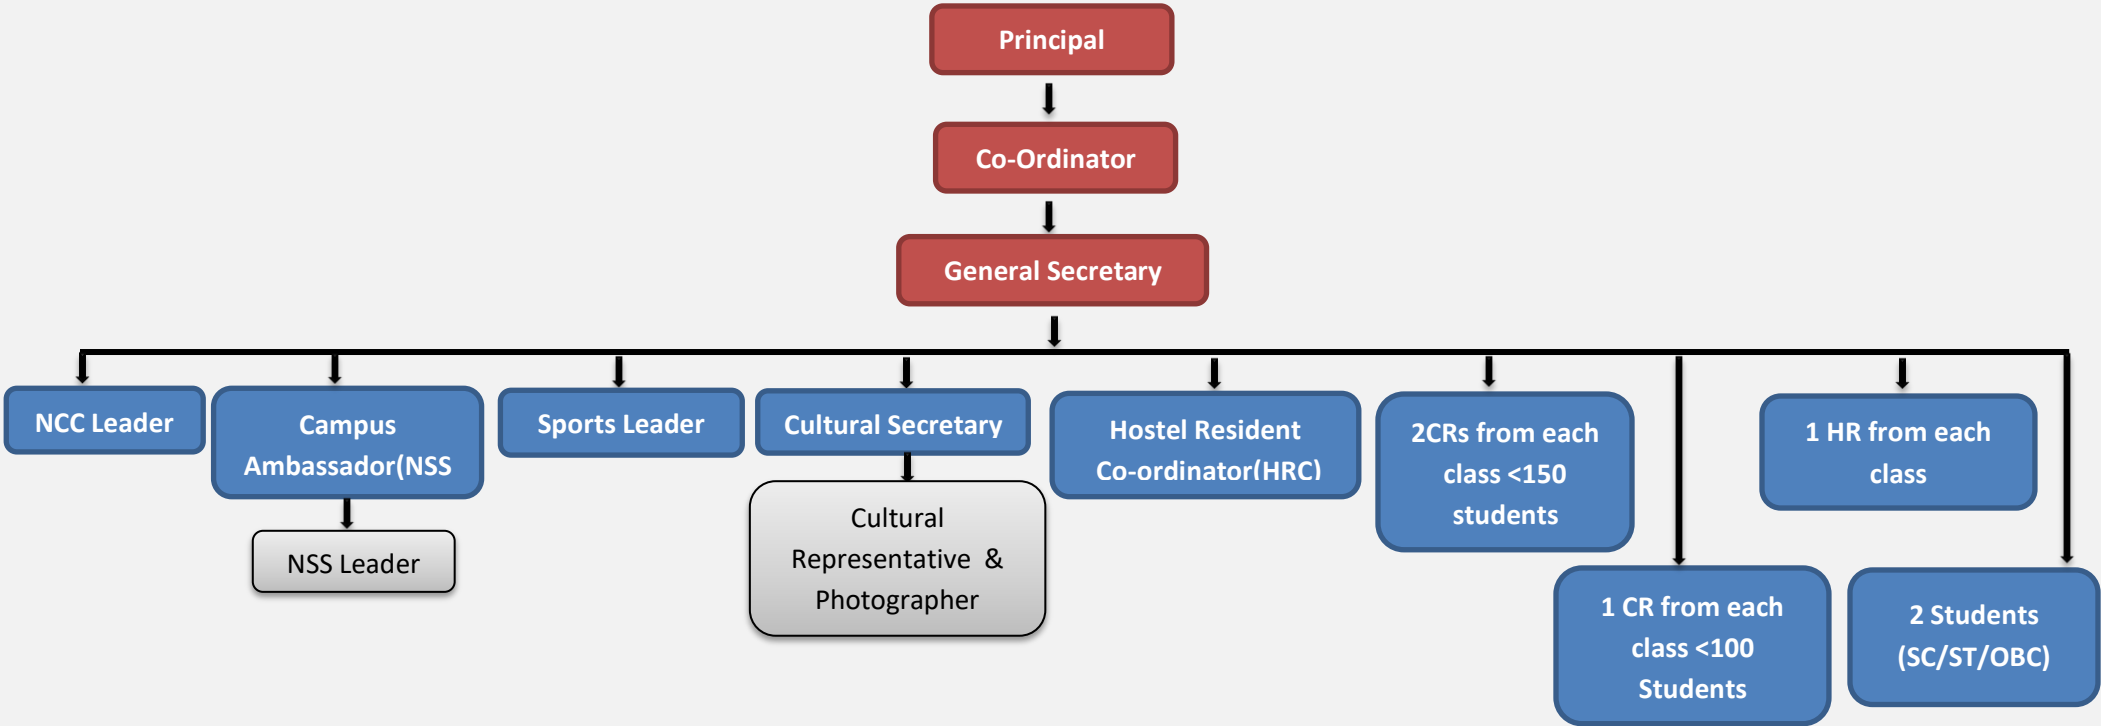 Principal
Co-Ordinator
General Secretary
NCC Leader
Campus
Ambassador(NSS
Sports Leader
Cultural Secretary
Hostel Resident
Co-ordinator(HRC)
2CRs from each
class <150
students
1 HR from each
class
NSS Leader
Cultural
Representative &
Photographer
1 CR from each
class <100
Students
2 Students
(SC/ST/OBC)